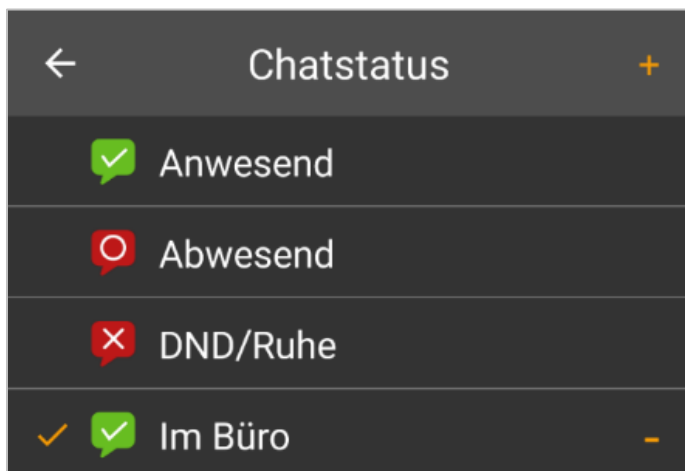 Chatstatus +
Anwesend
Abwesend
DND/Ruhe
Im Büro -